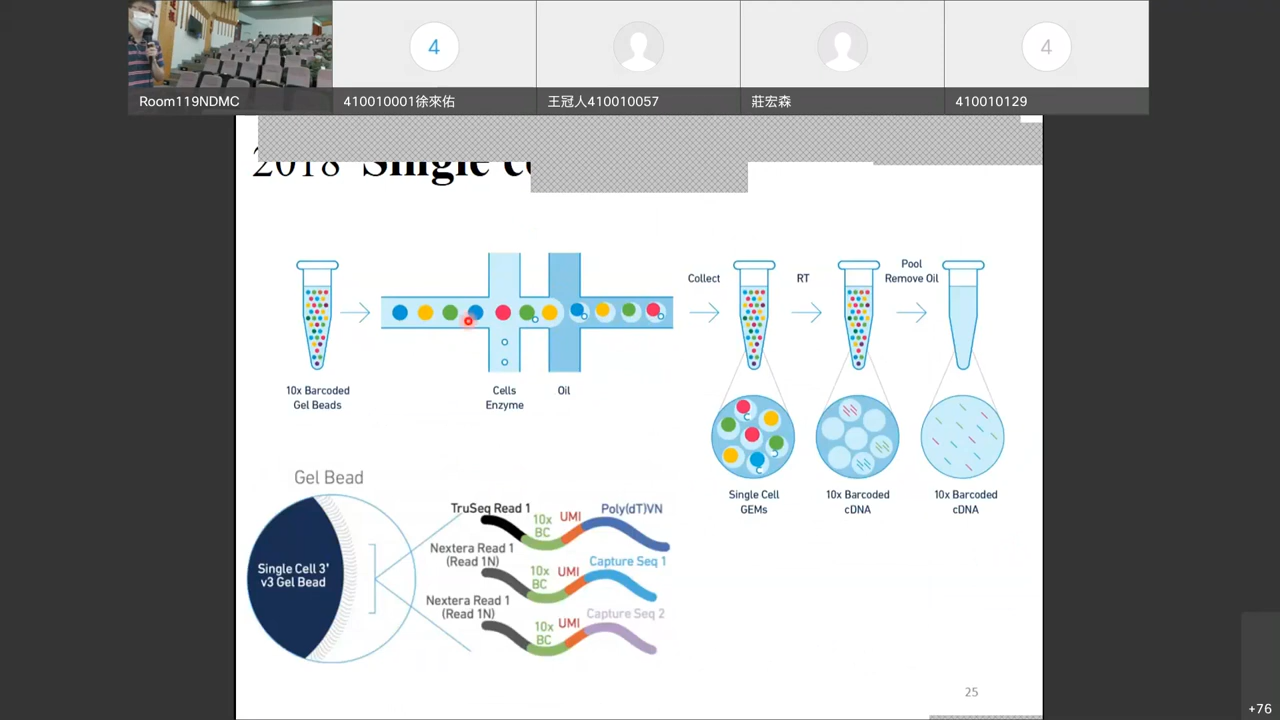 4
4
Room119NDMC
410010001徐來佑
王冠人410010057
莊宏森
410010129
2018 Single
Collect
RT
Pool
Remove Oil
10x Barcoded
Gel Beads
Cells
Enzyme
Oil
Single Cell
GEMs
10x Barcoded
cDNA
10x Barcoded
cDNA
Gel Bead
Single Cell 3'
v3 Gel Bead
TruSeq Read 1
10x
BC
UMI
Poly(dT)VN
Nextera Read 1
(Read 1N)
10x
BC
UMI
Capture Seq 1
Nextera Read 1
(Read 1N)
10x
BC
UMI
Capture Seq 2
25
+76